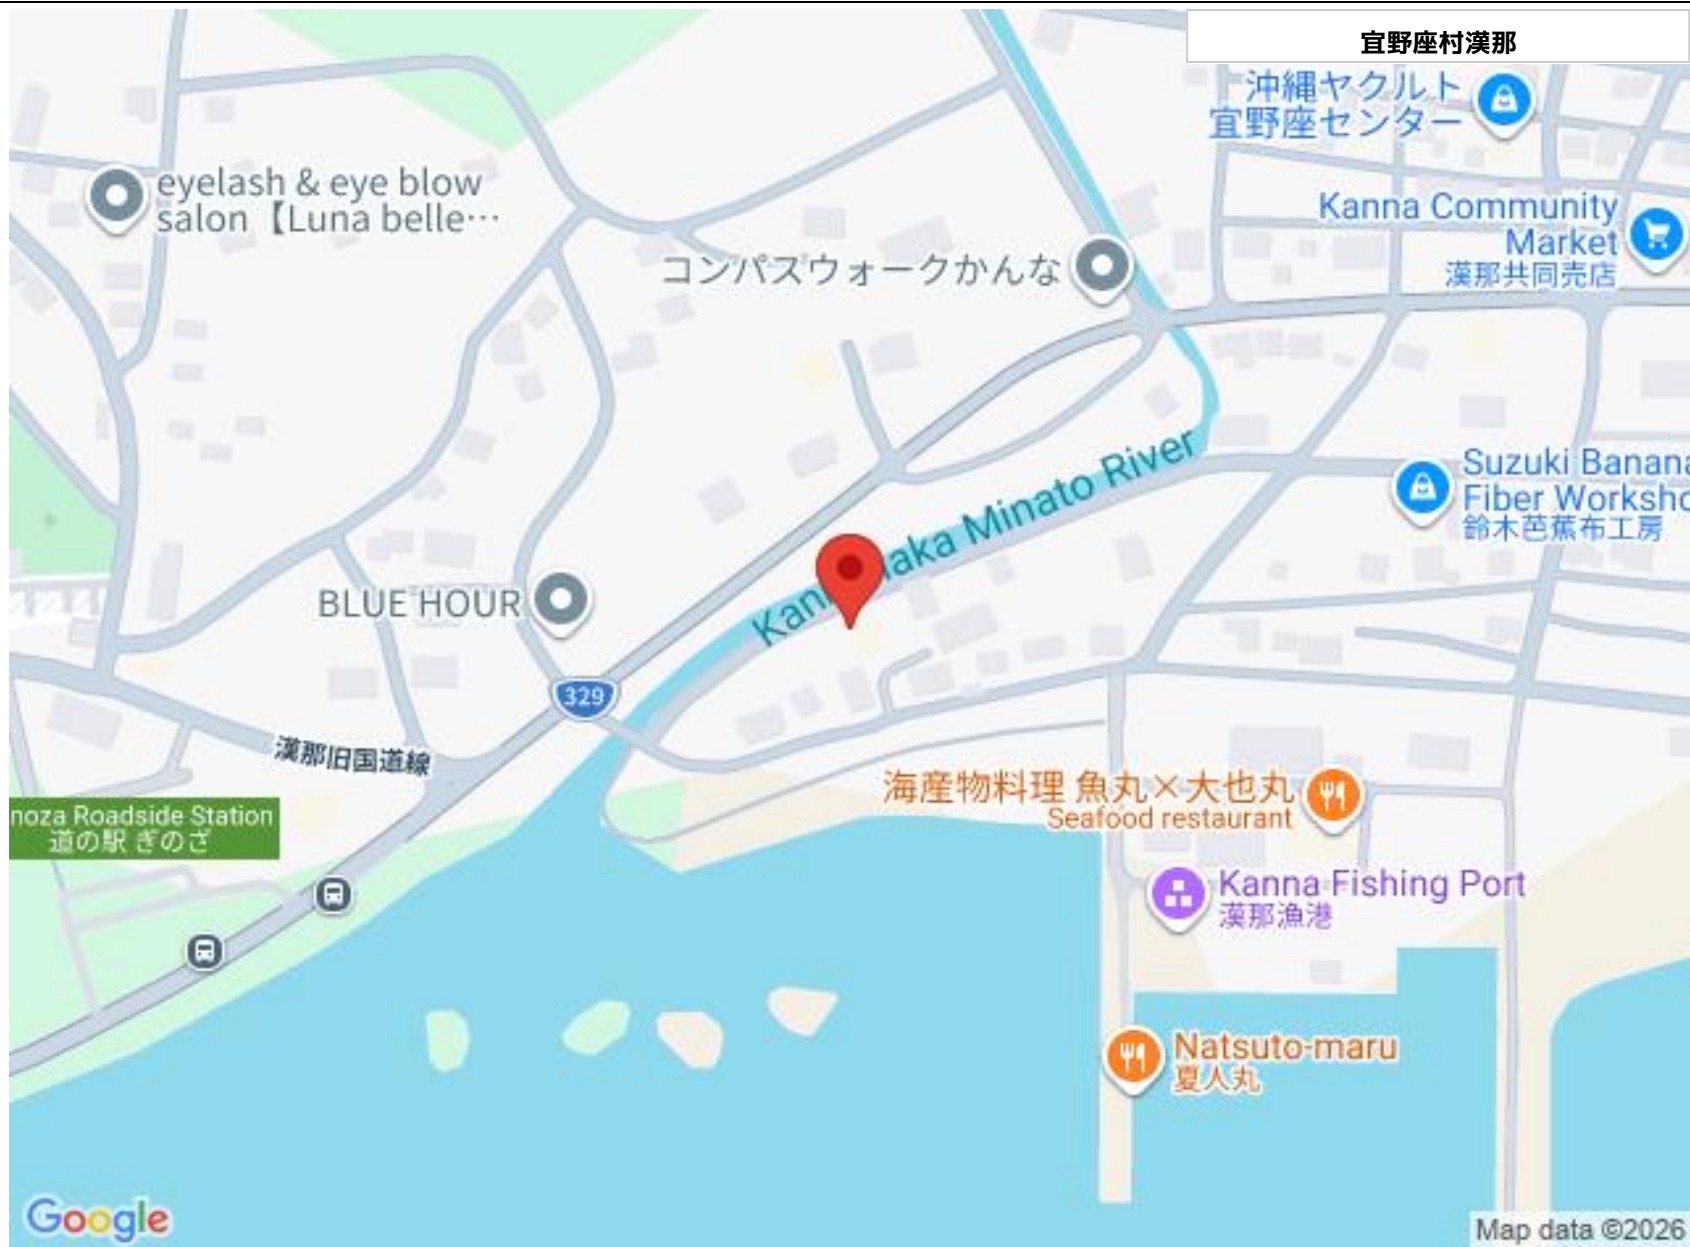 宜野座村漢那
沖縄ヤクルト
宜野座センター
eyelash & eye blow
salon【Luna belle…
Kanna Community
Market
漢那共同売店
コンパスウォークかんな
Suzuki Banana
Fiber Worksho
鈴木芭蕉布工房
aka Minato River
BLUE HOUR
329
漢那旧国道線
noza Roadside Station
道の駅 ぎのざ
海産物料理 魚丸×大也丸
Seafood restaurant
Kanna Fishing Port
漢那漁港
Natsuto-maru
夏人丸
Google
Map data ©2026